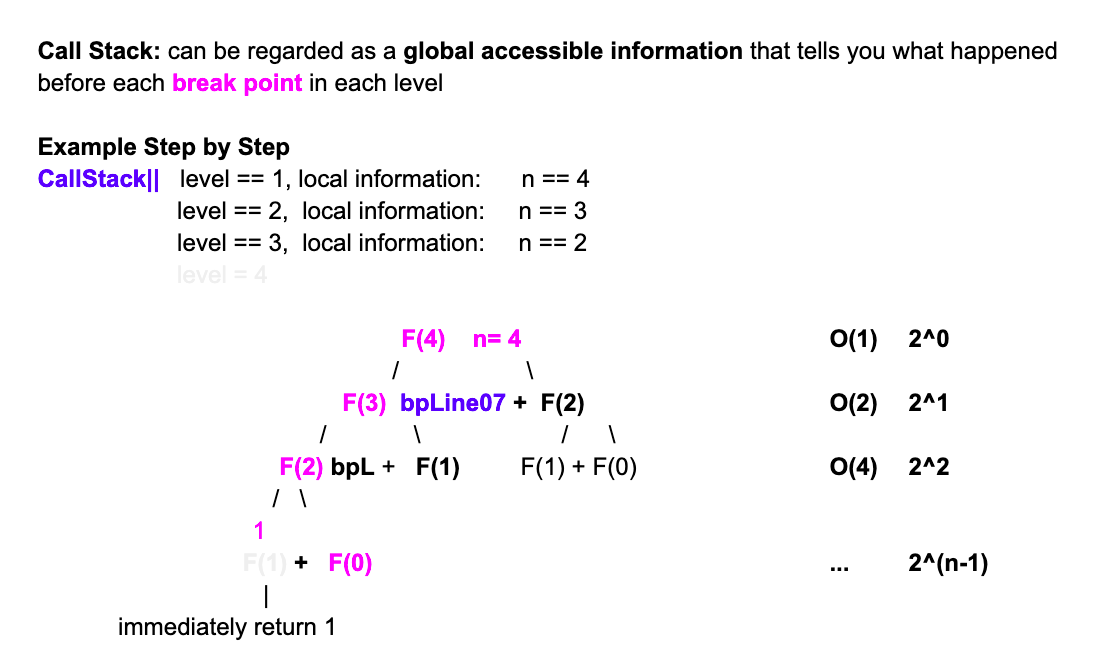 Call Stack: can be regarded as a global accessible information that tells you what happened
before each break point in each level
Example Step by Step
CallStack|| level == 1, local information: n == 4
level == 2, local information: n == 3
level == 3, local information: n == 2
level = 4
F(4) n= 4 O(1) 2^0
/ \
F(3) bpLine07 + F(2) O(2) 2^1
/ \ / \
F(2) bpL + F(1) F(1) + F(0) O(4) 2^2
/ \
1
F(1) + F(0) ... 2^(n-1)
|
immediately return 1